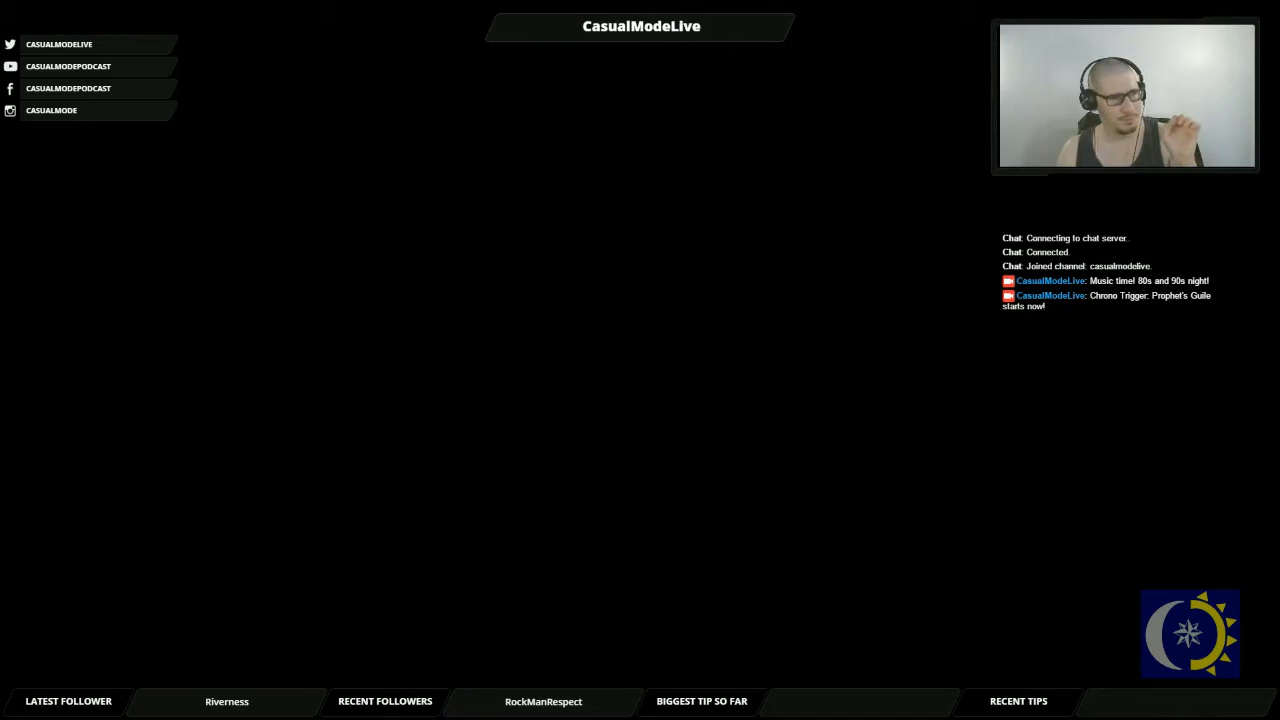 CasualModeLive
CASUALMODELIVE
CASUALMODEPODCAST
CASUALMODEPODCAST
CASUALMODE
Chat: Connecting to chat server..
Chat: Connected.
Chat: Joined channel: casualmodelive.
CasualModeLive: Music time! 80s and 90s night!
CasualModeLive: Chrono Trigger: Prophet's Guile
starts now!
LATEST FOLLOWER
Riverness
RECENT FOLLOWERS
RockManRespect
BIGGEST TIP SO FAR
RECENT TIPS